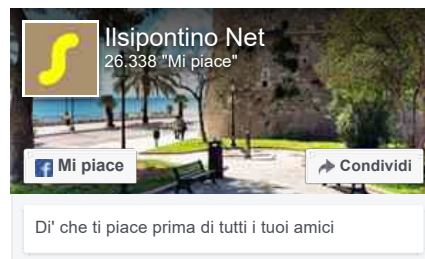 Ilsipontino Net
26.338 "Mi piace"
Mi piace
Condividi
Di' che ti piace prima di tutti i tuoi amici